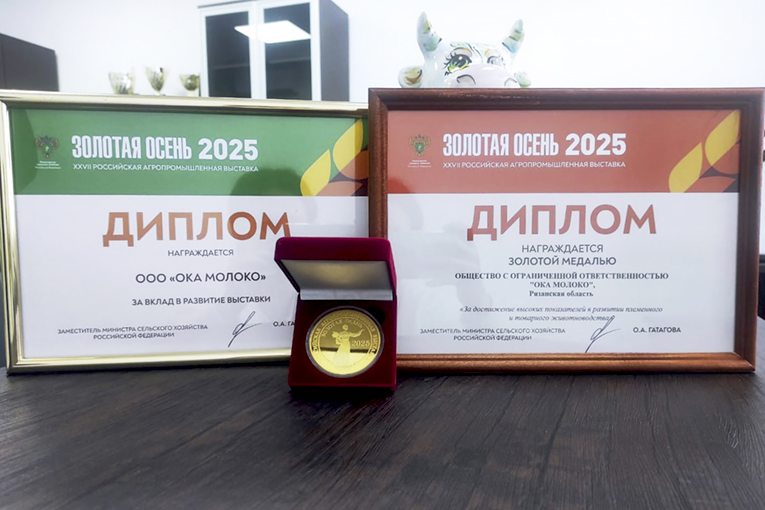 ЗОЛОТАЯ ОСЕНЬ 2025
XXVII РОССИЙСКАЯ АГРОПРОМЫШЛЕННАЯ ВЫСТАВКА
ДИПЛОМ
НАГРАЖДАЕТСЯ
ООО «ОКА МОЛОКО»
ЗА ВКЛАД В РАЗВИТИЕ ВЫСТАВКИ
ЗАМЕСТИТЕЛЬ МИНИСТРА СЕЛЬСКОГО ХОЗЯЙСТВА
РОССИЙСКОЙ ФЕДЕРАЦИИ
О.А. ГАТА
2025
ЗОЛОТАЯ ОСЕНЬ 2025
XXVII РОССИЙСКАЯ АГРОПРОМЫШЛЕННАЯ ВЫСТАВКА
ДИПЛОМ
НАГРАЖДАЕТСЯ
ЗОЛОТОЙ МЕДАЛЬЮ
ОБЩЕСТВО С ОГРАНИЧЕННОЙ ОТВЕТСТВЕННОСТЬЮ
"ОКА МОЛОКО",
Рязанская область
«За достижение высоких показателей в развитии племенного
и товарного животноводства»
ЗАМЕСТИТЕЛЬ МИНИСТРА СЕЛЬСКОГО ХОЗЯЙСТВА
РОССИЙСКОЙ ФЕДЕРАЦИИ
О.А. ГАТАГОВА